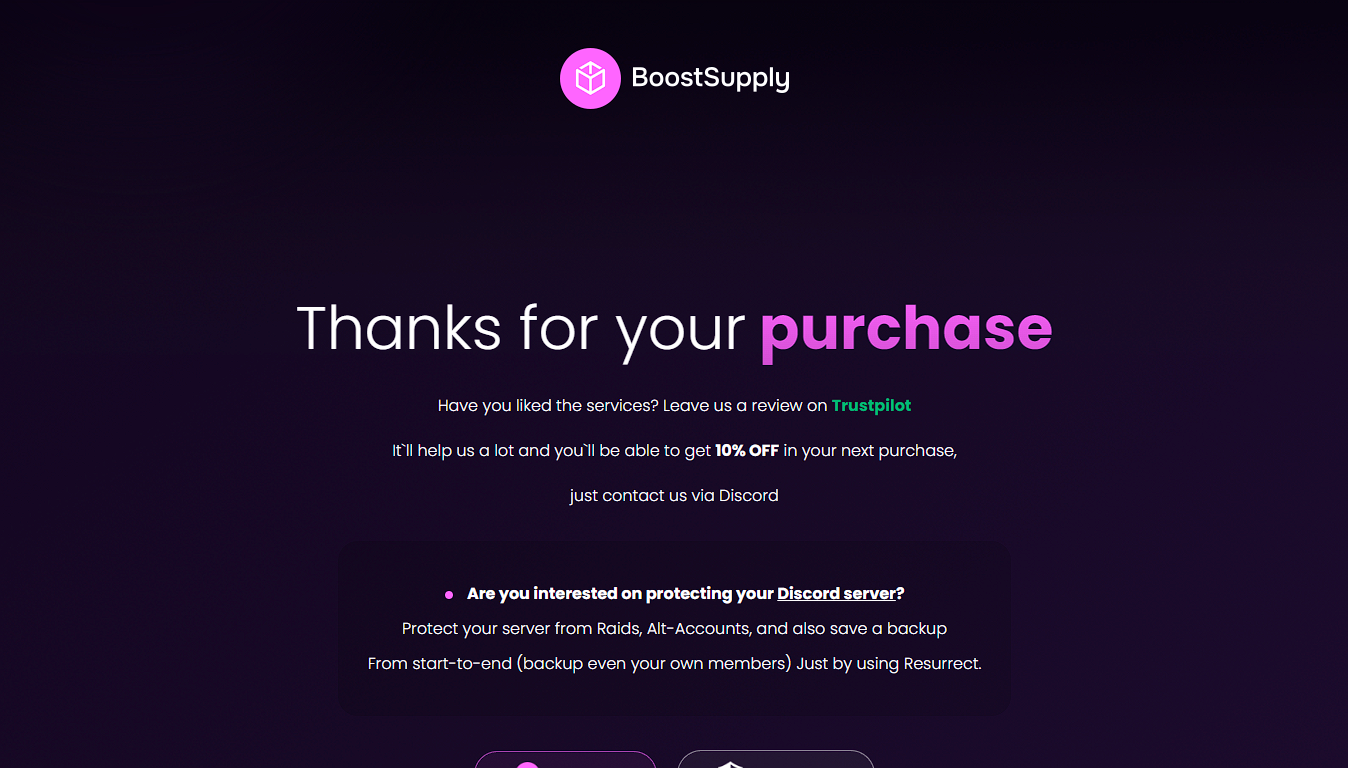 BoostSupply
Thanks for your purchase
Have you liked the services? Leave us a review on Trustpilot
It`ll help us a lot and you`ll be able to get 10% OFF in your next purchase,
just contact us via Discord
Are you interested on protecting your Discord server?
Protect your server from Raids, Alt-Accounts, and also save a backup
From start-to-end (backup even your own members) Just by using Resurrect.